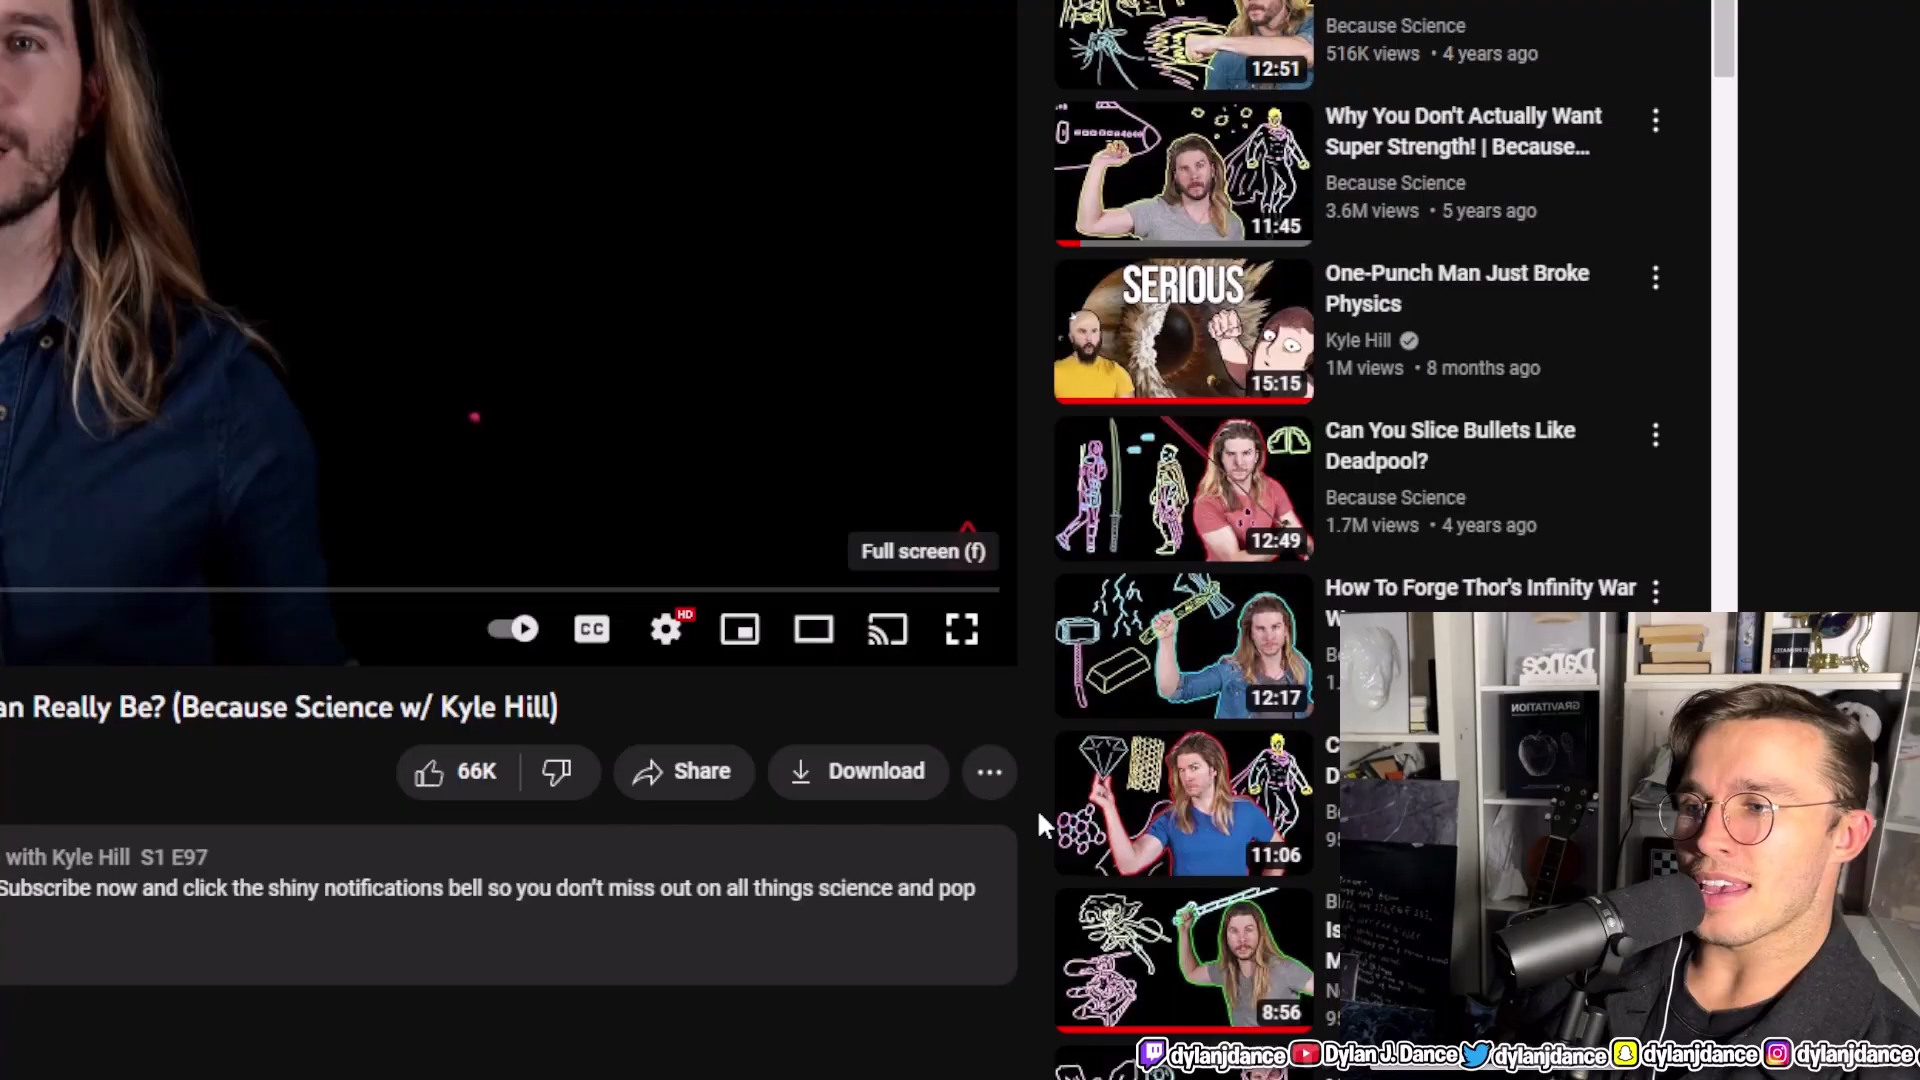 Because Science
516K views • 4 years ago
12:51
Why You Don't Actually Want
Super Strength! | Because...
Because Science
3.6M views • 5 years ago
11:45
SERIOUS
One-Punch Man Just Broke
Physics
Kyle Hill
1M views • 8 months ago
15:15
Can You Slice Bullets Like
Deadpool?
Because Science
1.7M views • 4 years ago
12:49
Full screen (f)
How To Forge Thor's Infinity War
12:17
CC
HD
an Really Be? (Because Science w/ Kyle Hill)
66K
Share
Download
11:06
with Kyle Hill S1 E97
Subscribe now and click the shiny notifications bell so you don't miss out on all things science and pop
8:56
Dance
GRAVITATION
dylanjdance
Dylan J. Dance
dylanjdance
dylanjdance
dylanjdance